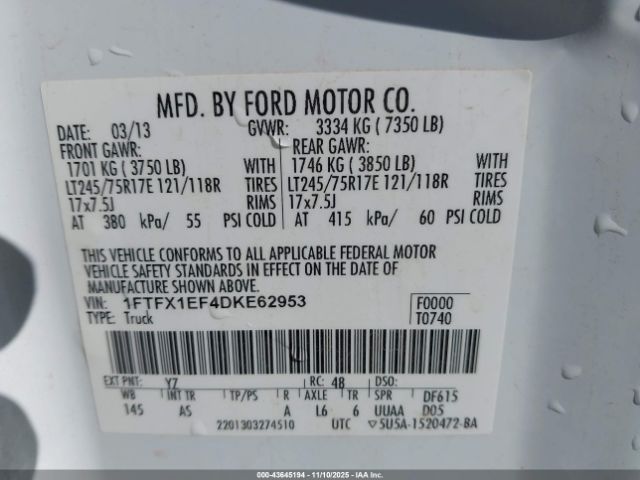 MFD. BY FORD MOTOR CO.
DATE: 03/13 GVWR: 3334 KG ( 7350 LB)
FRONT GAWR: REAR GAWR:
1701 KG ( 3750 LB) WITH 1746 KG ( 3850 LB) WITH
LT245/75R17E 121/118R TIRES LT245/75R17E 121/118R TIRES
17x7.5J RIMS 17x7.5J RIMS
AT 380 kPa/ 55 PSI COLD AT 415 kPa/ 60 PSI COLD
THIS VEHICLE CONFORMS TO ALL APPLICABLE FEDERAL MOTOR
VEHICLE SAFETY STANDARDS IN EFFECT ON THE DATE OF
MANUFACTURE SHOWN ABOVE.
VIN: 1FTFX1EF4DKE62953 F0000
TYPE: Truck T0740
EXT PNT: YZ RC: 48 DSO:
WB INT TR TP/PS R AXLE TR SPR DF615
145 AS A L6 6 UUAA D05
2201303274510 UTC ▽5U5A-1520472-BA
000-43645194 - 11/10/2025 - IAAI.COM